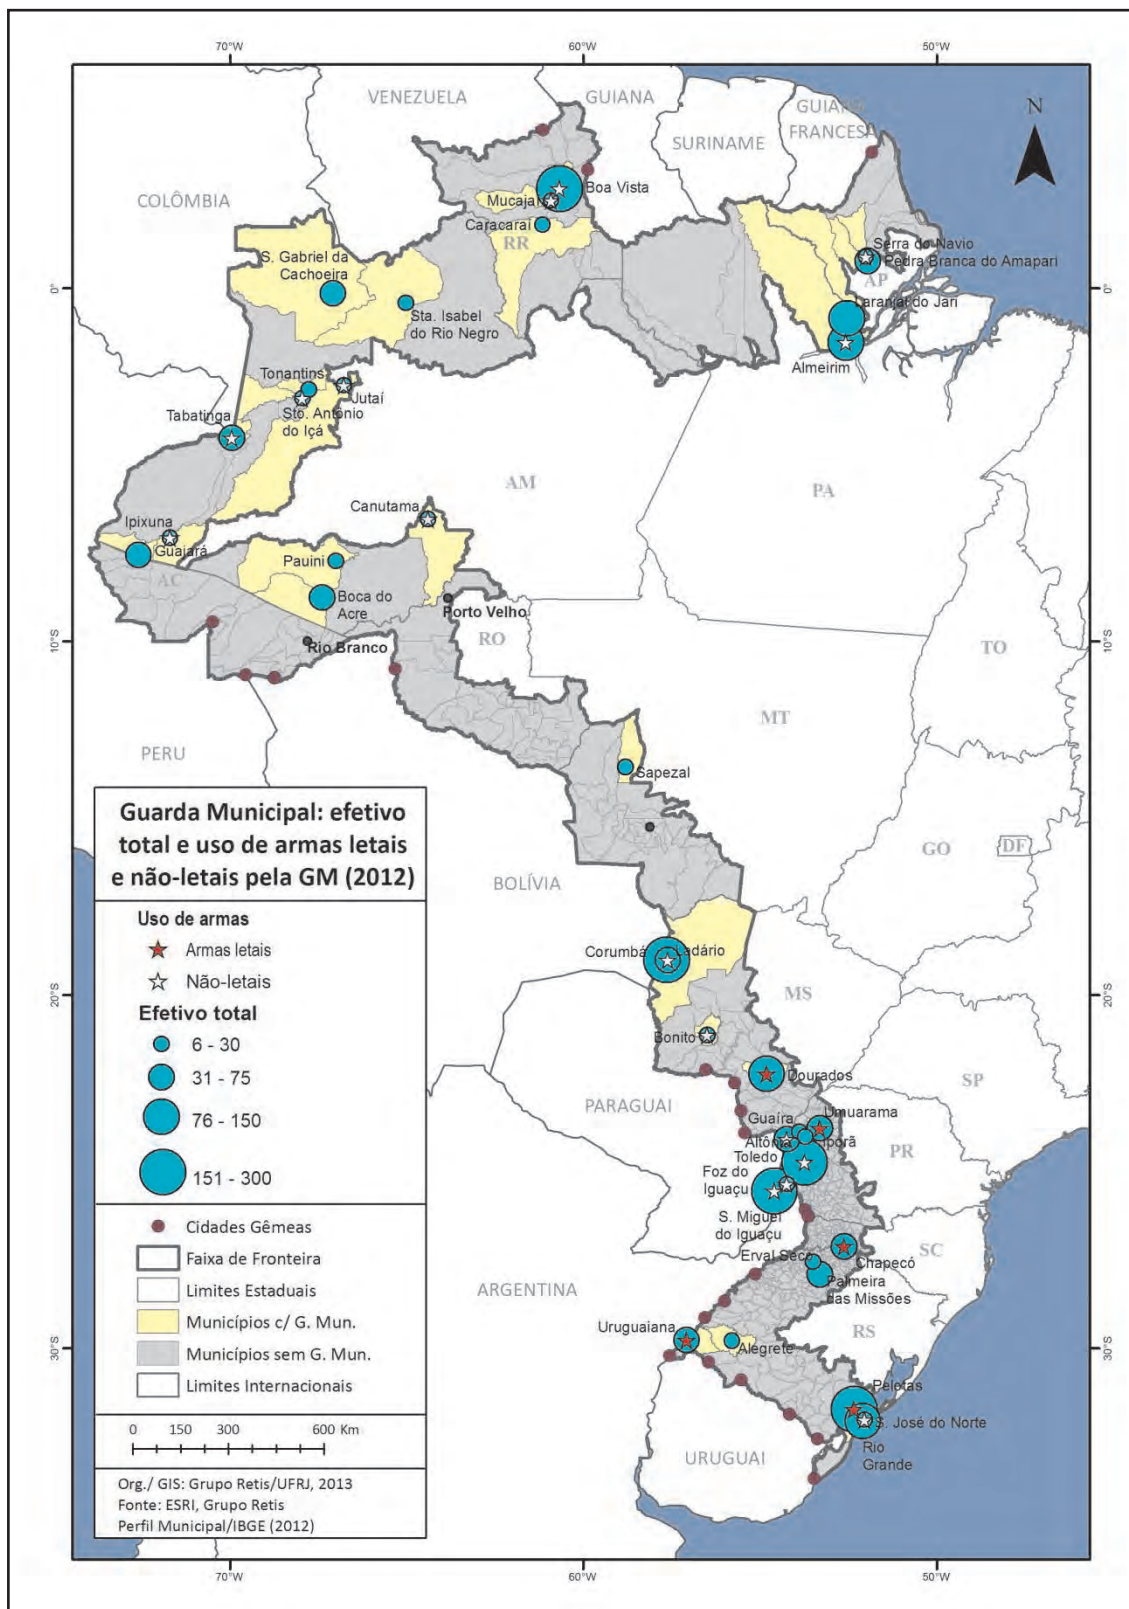 70°W
60°W
50°W
VENEZUELA
GUIANA
GUIANA
FRANCESA
SURINAME
N
COLÔMBIA
Boa Vista
Mucajaí
Caracaraí
RR
Serra do Navio
Pedra Branca do Amapari
AP
S. Gabriel da
Cachoeira
0°
0°
Sta. Isabel
do Rio Negro
Laranjal do Jari
Almeirim
Tonantins
Jutaí
Sto. Antônio
do Içá
Tabatinga
AM
PA
Canutama
Ipixuna
Guajará
Pauini
AC
Boca do
Acre
Porto Velho
Rio Branco
RO
10°S
10°S
TO
MT
PERU
Sapezal
GO
DF
BOLÍVIA
Corumbá
Ladário
MS
20°S
20°S
Bonito
Dourados
SP
PARAGUAI
Umuarama
Guaíra
Altônia
Iporã
PR
Toledo
Foz do
Iguaçu
S. Miguel
do Iguaçu
SC
Erval Seco
Chapecó
ARGENTINA
Palmeira
das Missões
RS
Uruguaiana
Alegrete
30°S
30°S
Pelotas
S. José do Norte
Rio
Grande
URUGUAI
Guarda Municipal: efetivo
total e uso de armas letais
e não-letais pela GM (2012)
Uso de armas
Armas letais
Não-letais
Efetivo total
6 - 30
31 - 75
76 - 150
151 - 300
Cidades Gêmeas
Faixa de Fronteira
Limites Estaduais
Municípios c/ G. Mun.
Municípios sem G. Mun.
Limites Internacionais
0 150 300 600 Km
Org./ GIS: Grupo Retis/UFRJ, 2013
Fonte: ESRI, Grupo Retis
Perfil Municipal/IBGE (2012)
70°W
60°W
50°W